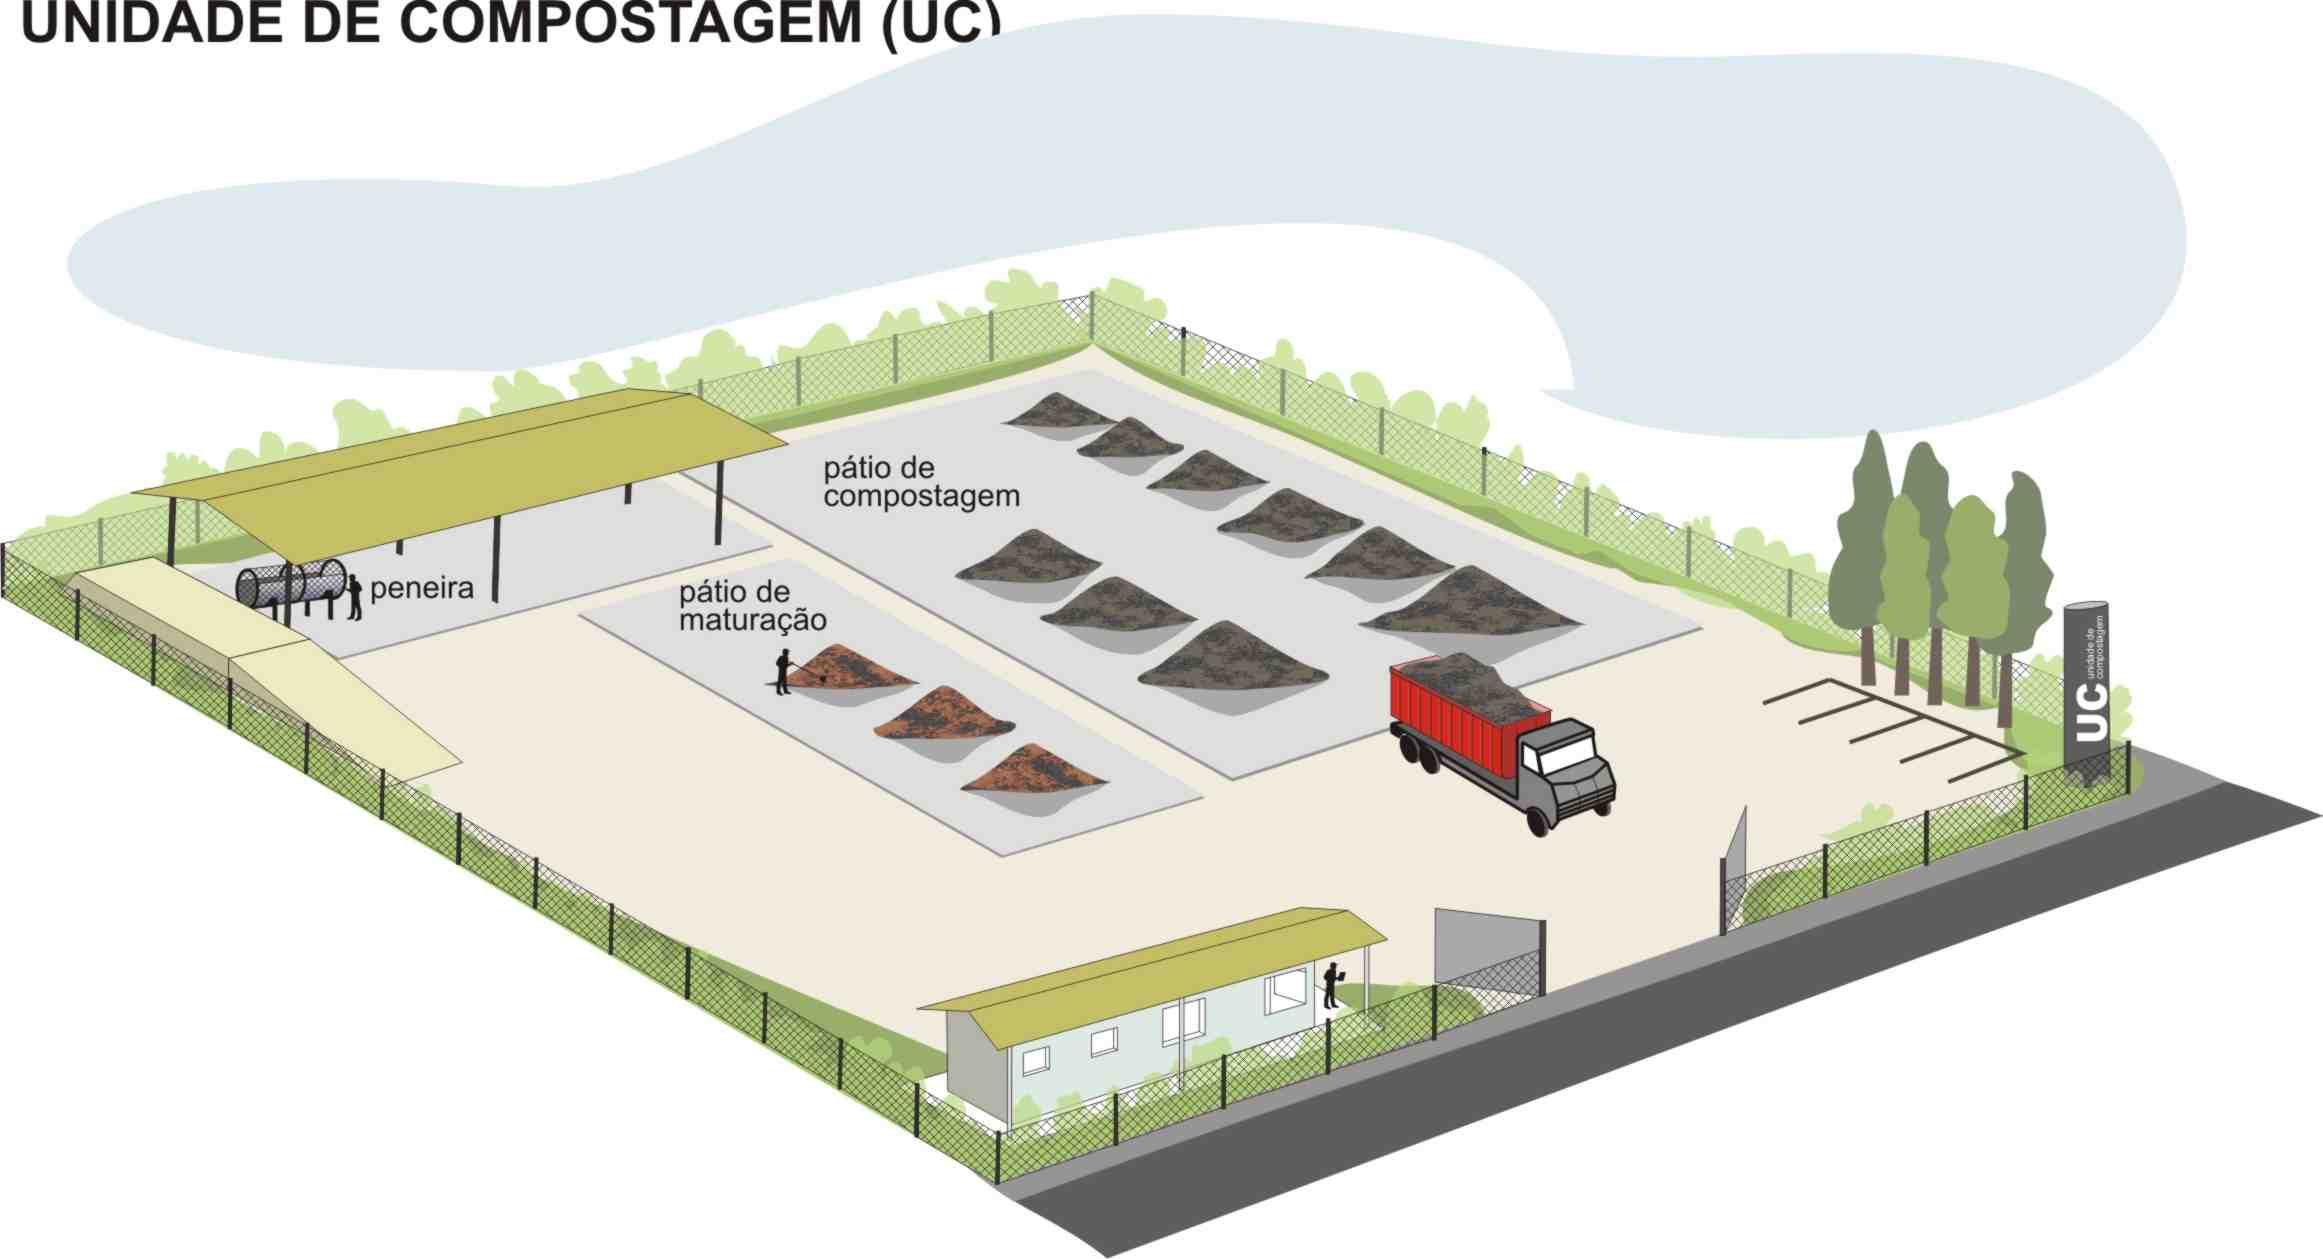 UNIDADE DE COMPOSTAGEM (UC)
pátio de
compostagem
peneira
pátio de
maturação
UC
unidade de
compostagem